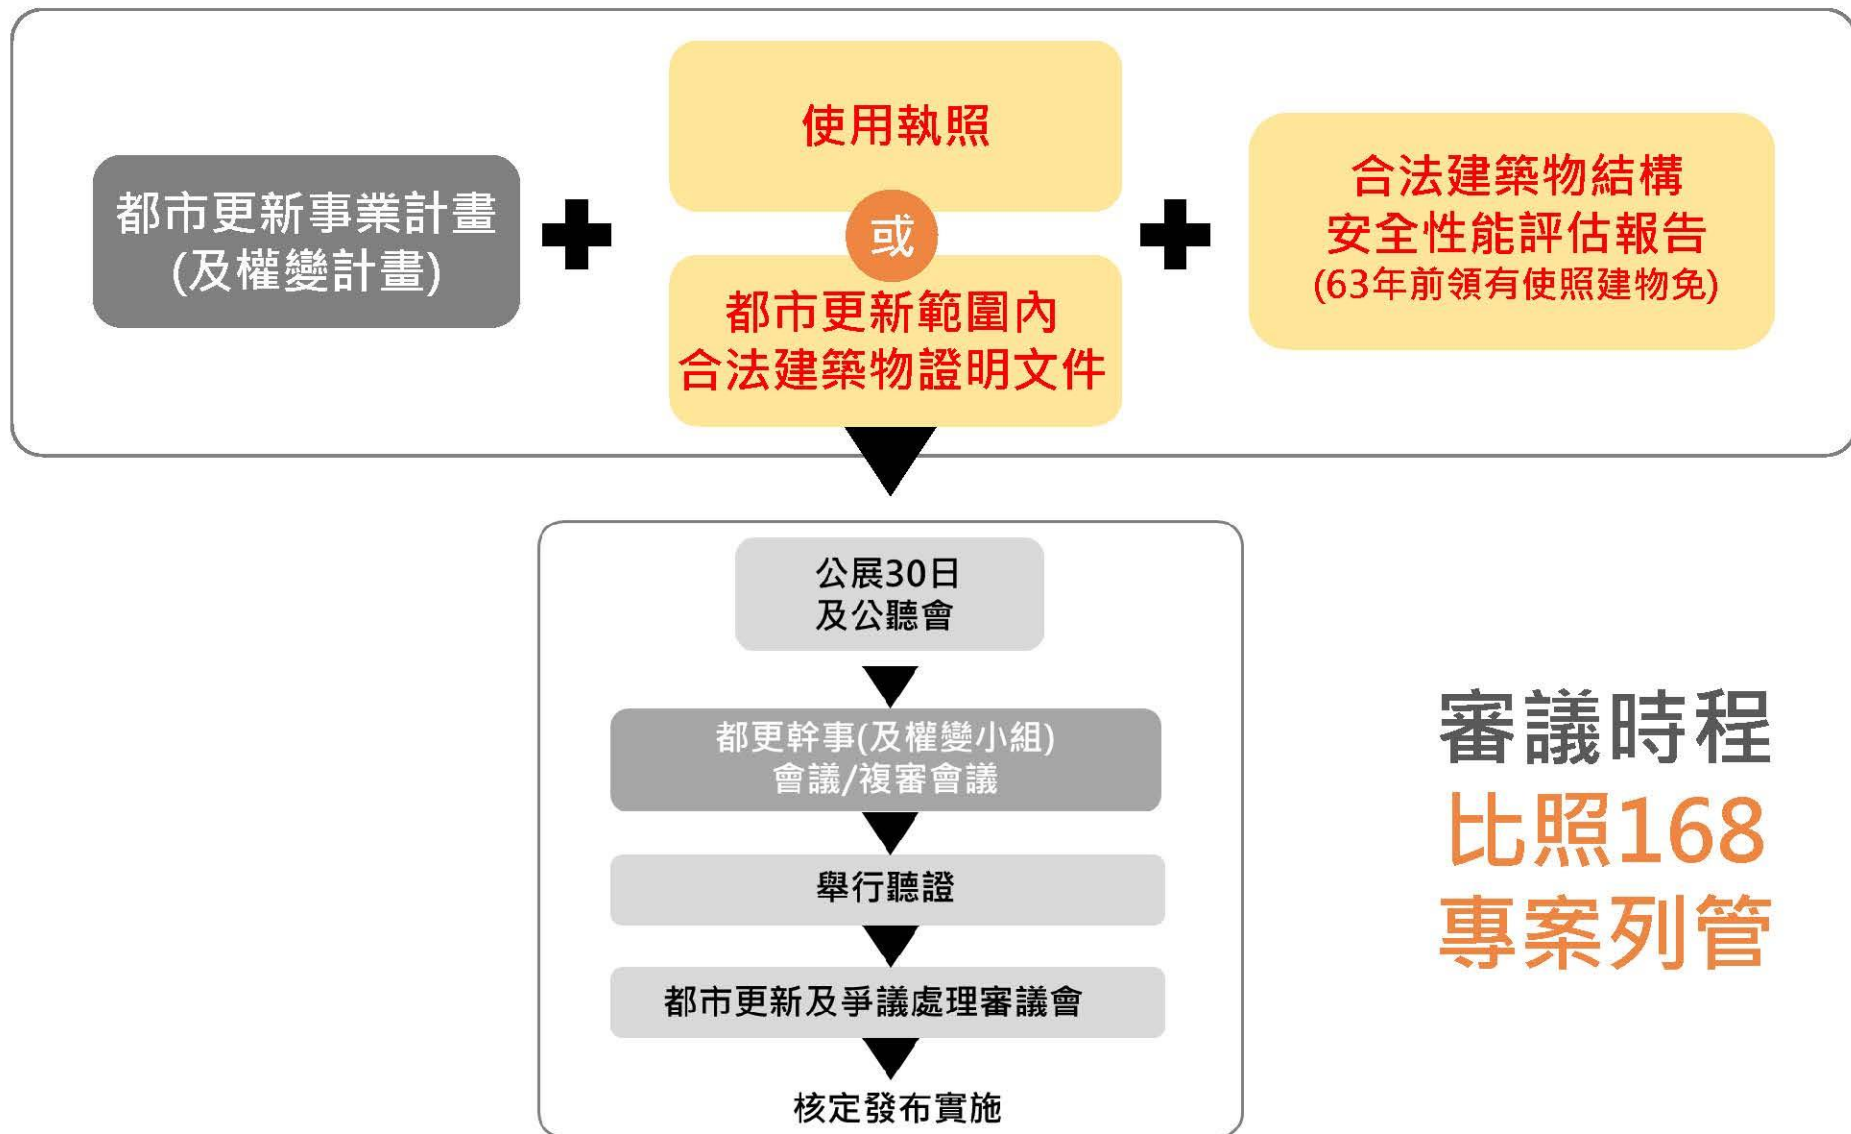 都市更新事業計畫
(及權變計畫)
使用執照
或
都市更新範圍內
合法建築物證明文件
合法建築物結構
安全性能評估報告
(63年前領有使照建物免)
公展30日
及公聽會
都更幹事(及權變小組)
會議/複審會議
舉行聽證
都市更新及爭議處理審議會
核定發布實施
審議時程
比照168
專案列管